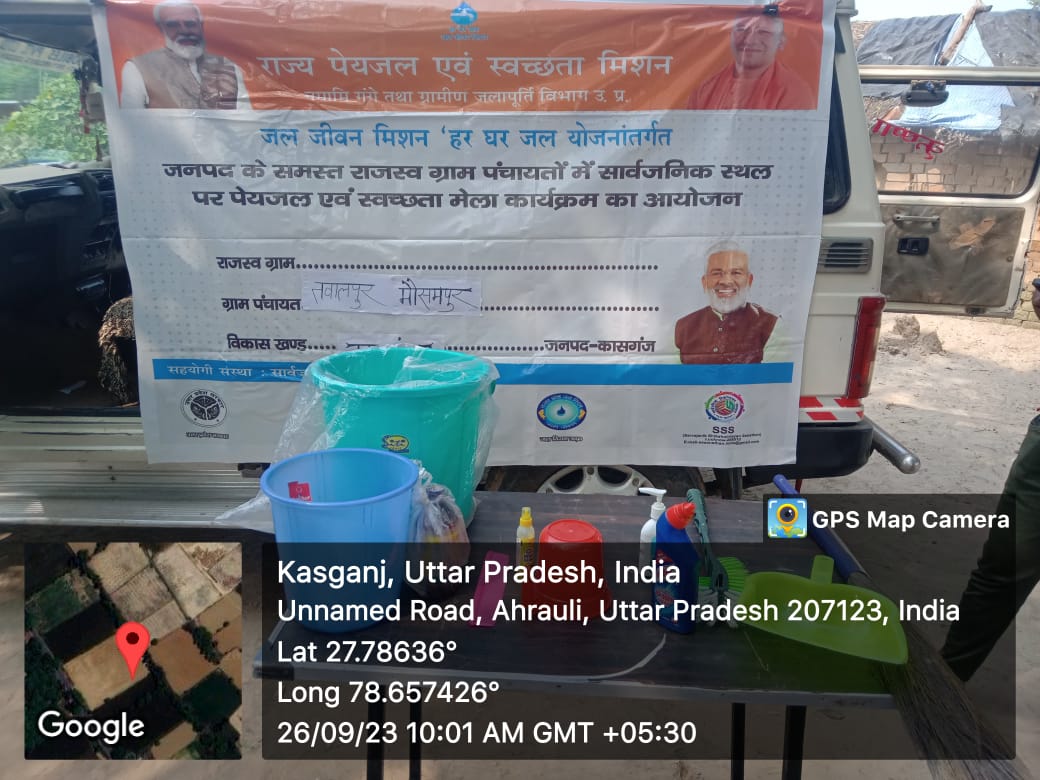 राज्य पेयजल एवं स्वच्छता मिशन
नमामि गंगे तथा ग्रामीण जलापूर्ति विभाग उ. प्र.
जल जीवन मिशन 'हर घर जल योजनांतर्गत
जनपद के समस्त राजस्व ग्राम पंचायतों में सार्वजनिक स्थल
पर पेयजल एवं स्वच्छता मेला कार्यक्रम का आयोजन
राजस्व ग्राम
ग्राम पंचायत तवालपुर मौसमपुर
विकास खण्ड जनपद-कासगंज
सहयोगी संस्था :
SSS
GPS Map Camera
Kasganj, Uttar Pradesh, India
Unnamed Road, Ahrauli, Uttar Pradesh 207123, India
Lat 27.78636°
Long 78.657426°
26/09/23 10:01 AM GMT +05:30
Google